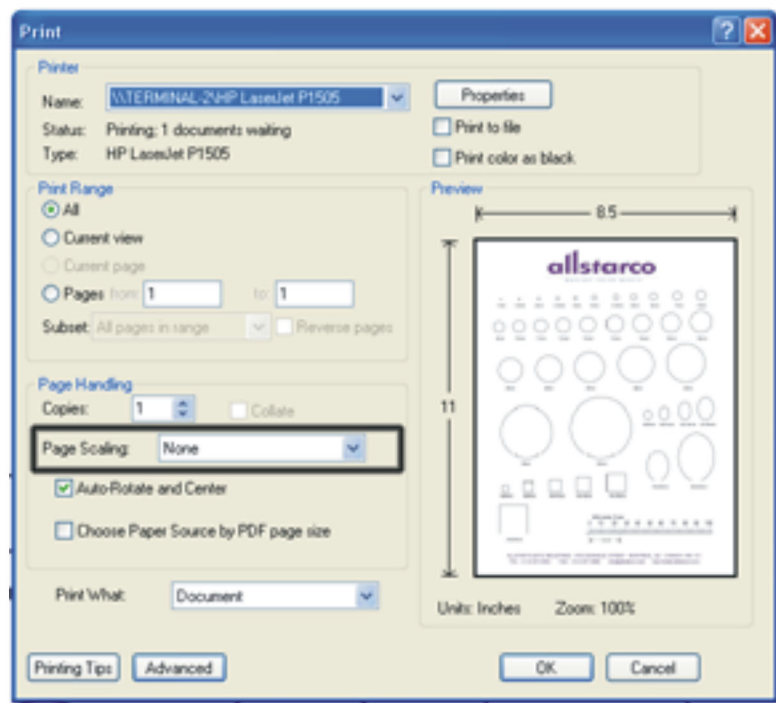 Print
Printer
Name: \\TERMINAL-2\HP LaserJet P1505 Properties
Status: Printing; 1 documents waiting Print to file
Type: HP LaserJet P1505 Print color as black
Print Range
All
Current view
Current page
Pages from: 1 to: 1
Subset: All pages in range Reverse pages
Page Handling
Copies: 1 Collate
Page Scaling: None
Auto-Rotate and Center
Choose Paper Source by PDF page size
Print What: Document
Preview
8.5
11
allstarco
Units: Inches Zoom: 100%
Printing Tips Advanced OK Cancel